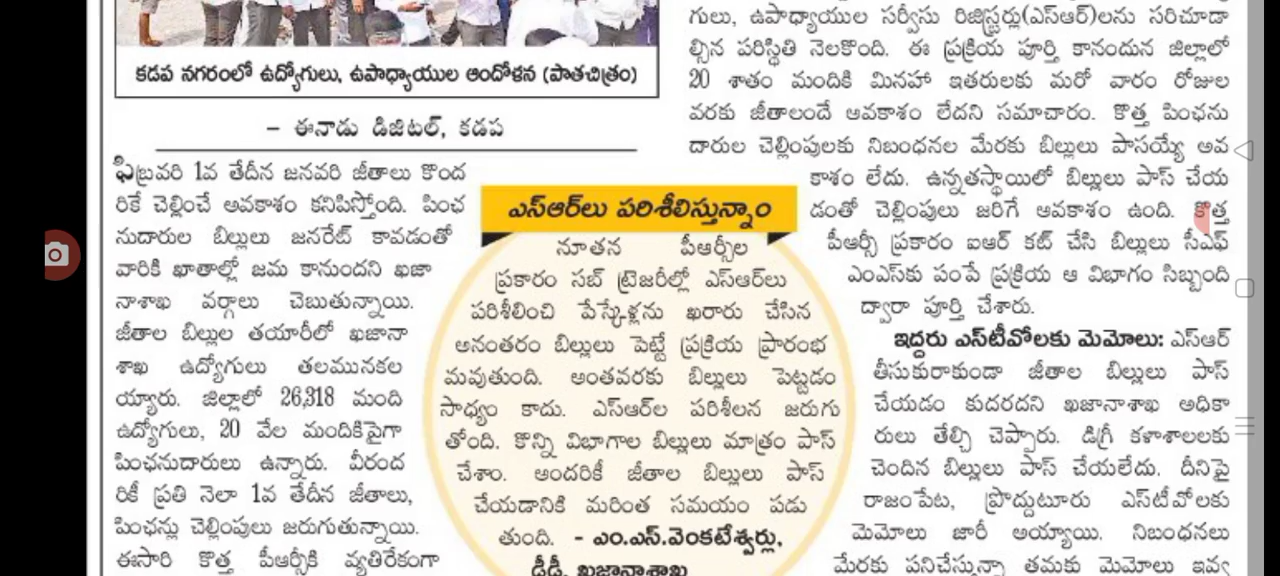 కడప నగరంలో ఉద్యోగులు, ఉపాధ్యాయుల ఆందోళన (పాతచిత్రం)
– ఈనాడు డిజిటల్, కడప
ఫిబ్రవరి 1వ తేదీన జనవరి జీతాలు కొంద
రికే చెల్లించే అవకాశం కనిపిస్తోంది. పింఛ
నుదారుల బిల్లులు జనరేట్ కావడంతో
వారికి ఖాతాల్లో జమ కానుందని ఖజా
నాశాఖ వర్గాలు చెబుతున్నాయి.
జీతాల బిల్లుల తయారీలో ఖజానా
శాఖ ఉద్యోగులు తలమునకల
య్యారు. జిల్లాలో 26,318 మంది
ఉద్యోగులు, 20 వేల మందికిపైగా
పింఛనుదారులు ఉన్నారు. వీరంద
రికీ ప్రతి నెలా 1వ తేదీన జీతాలు,
పింఛన్లు చెల్లింపులు జరుగుతున్నాయి.
ఈసారి కొత్త పీఆర్సీకి వ్యతిరేకంగా
ఎస్ఆర్‌లు పరిశీలిస్తున్నాం
నూతన పీఆర్సీల
ప్రకారం సబ్ ట్రెజరీల్లో ఎస్ఆర్‌లు
పరిశీలించి పేస్కేళ్లను ఖరారు చేసిన
అనంతరం బిల్లులు పెట్టే ప్రక్రియ ప్రారంభ
మవుతుంది. అంతవరకు బిల్లులు పెట్టడం
సాధ్యం కాదు. ఎస్ఆర్‌ల పరిశీలన జరుగు
తోంది. కొన్ని విభాగాల బిల్లులు మాత్రం పాస్
చేశాం. అందరికీ జీతాల బిల్లులు పాస్
చేయడానికి మరింత సమయం పడు
తుంది. - ఎం.ఎస్.వెంకటేశ్వర్లు,
డీడీ, ఖజానాశాఖ
గులు, ఉపాధ్యాయుల సర్వీసు రిజిస్ట్రర్లు(ఎస్ఆర్)లను సరిచూడా
ల్సిన పరిస్థితి నెలకొంది. ఈ ప్రక్రియ పూర్తి కానందున జిల్లాలో
20 శాతం మందికి మినహా ఇతరులకు మరో వారం రోజుల
వరకు జీతాలందే అవకాశం లేదని సమాచారం. కొత్త పింఛను
దారుల చెల్లింపులకు నిబంధనల మేరకు బిల్లులు పాసయ్యే అవ
కాశం లేదు. ఉన్నతస్థాయిలో బిల్లులు పాస్ చేయ
డంతో చెల్లింపులు జరిగే అవకాశం ఉంది. కొత్త
పీఆర్సీ ప్రకారం ఐఆర్ కట్ చేసి బిల్లులు సీఎఫ్
ఎంఎస్‌కు పంపే ప్రక్రియ ఆ విభాగం సిబ్బంది
ద్వారా పూర్తి చేశారు.
ఇద్దరు ఎస్‌టీవోలకు మెమోలు: ఎస్ఆర్
తీసుకురాకుండా జీతాల బిల్లులు పాస్
చేయడం కుదరదని ఖజానాశాఖ అధికా
రులు తేల్చి చెప్పారు. డిగ్రీ కళాశాలలకు
చెందిన బిల్లులు పాస్ చేయలేదు. దీనిపై
రాజంపేట, ప్రొద్దుటూరు ఎస్‌టీవోలకు
మెమోలు జారీ అయ్యాయి. నిబంధనలు
మేరకు పనిచేస్తున్నా తమకు మెమోలు ఇవ్వ